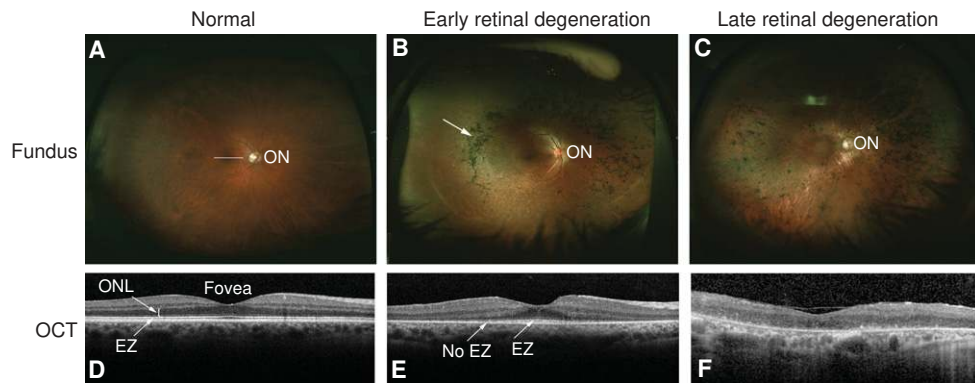 Normal
Early retinal degeneration
Late retinal degeneration
Fundus
A
ON
B
ON
C
ON
OCT
ONL
Fovea
EZ
D
No EZ
EZ
E
F